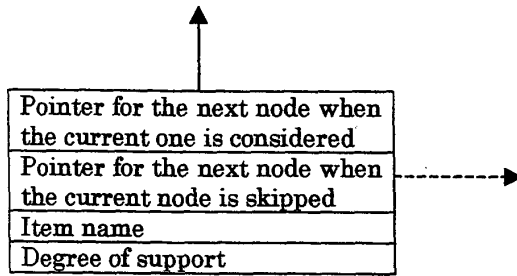 Pointer for the next node when
the current one is considered
Pointer for the next node when
the current node is skipped
Item name
Degree of support